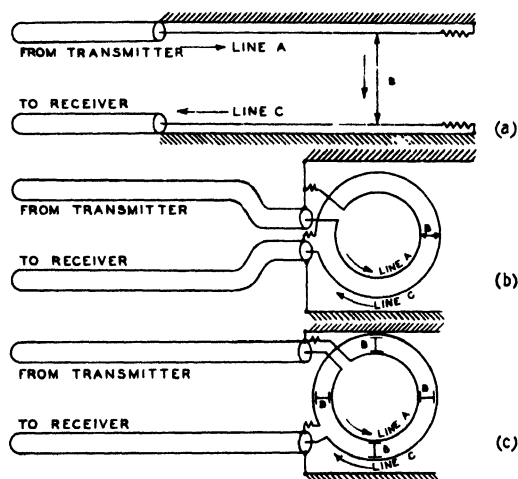 FROM TRANSMITTER
LINE A
B
TO RECEIVER
LINE C
(a)
FROM TRANSMITTER
B
TO RECEIVER
LINE A
LINE C
(b)
B
FROM TRANSMITTER
B
B
LINE A
TO RECEIVER
B
LINE C
(c)